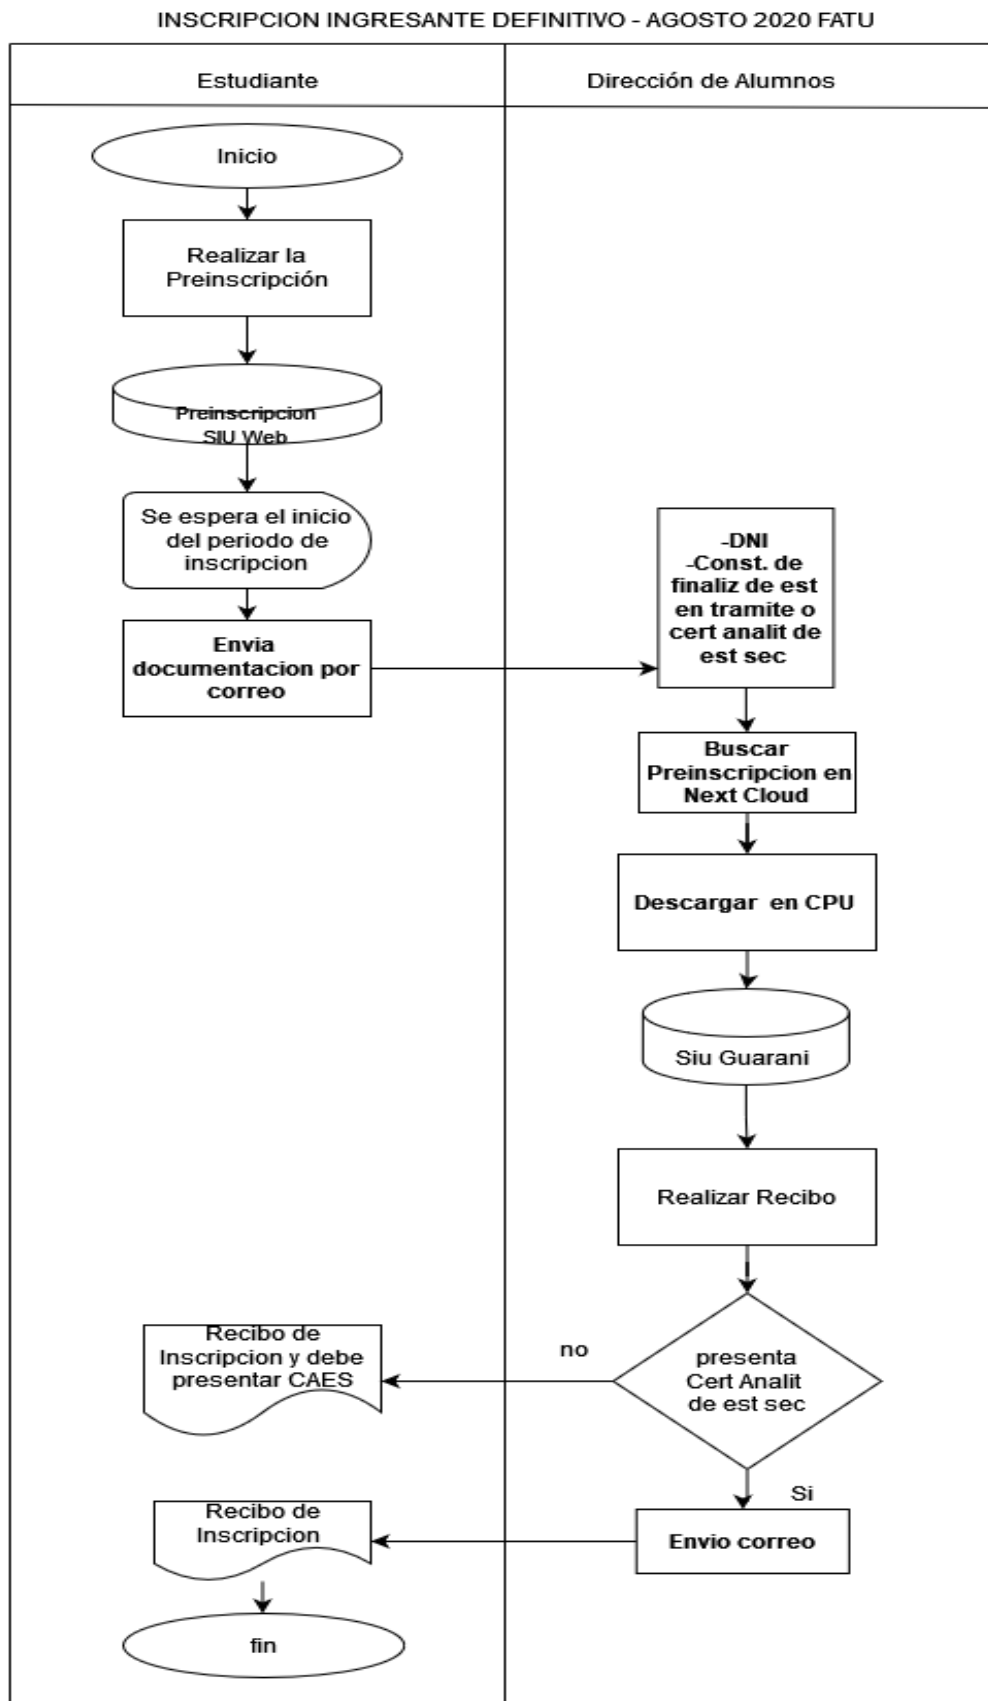 INSCRIPCION INGRESANTE DEFINITIVO - AGOSTO 2020 FATU
Estudiante
Dirección de Alumnos
Inicio
Realizar la
Preinscripción
Preinscripcion
SIU Web
Se espera el inicio
del periodo de
inscripcion
Envia
documentacion por
correo
-DNI
-Const. de
finaliz de est
en tramite o
cert analit de
est sec
Buscar
Preinscripcion en
Next Cloud
Descargar en CPU
Siu Guarani
Realizar Recibo
presenta
Cert Analit
de est sec
no
Recibo de
Inscripcion y debe
presentar CAES
Si
Envio correo
Recibo de
Inscripcion
fin